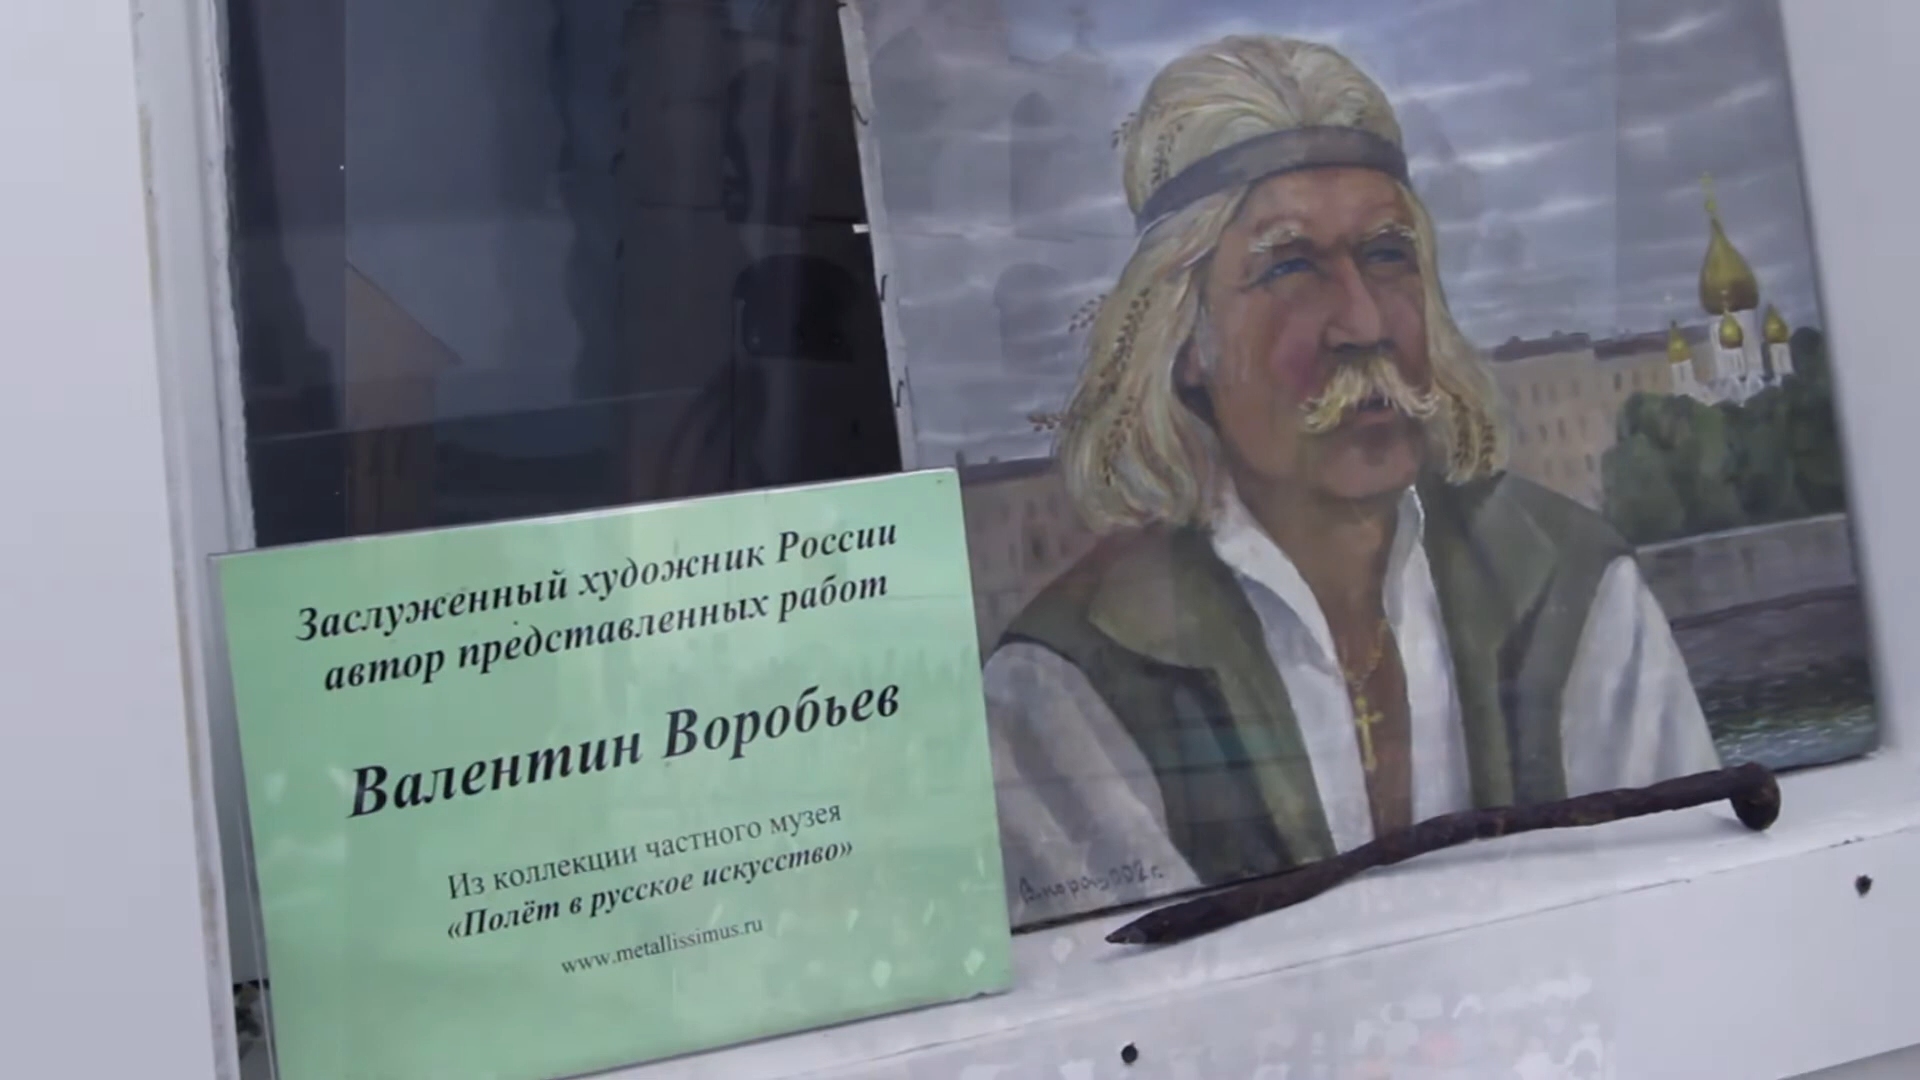 Заслуженный художник России
автор представленных работ
Валентин Воробьев
Из коллекции частного музея
«Полёт в русское искусство»
www.metallissimus.ru